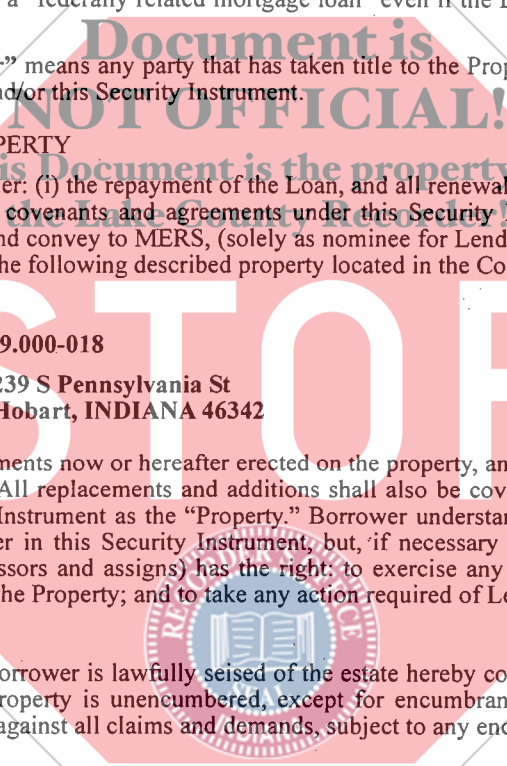 a "federally related mortgage loan" even if the
Document is
r” means any party that has taken title to the Prop
nd/or this Security Instrument.
NOT OFFICIAL!
PERTY
is Document is the property
er: (i) the repayment of the Loan, and all renewal
covenants and agreements under this Security
the Lake County Recorder!
nd convey to MERS, (solely as nominee for Lend
he following described property located in the Co
STOP
9.000-018
239 S Pennsylvania St
Hobart, INDIANA 46342
ments now or hereafter erected on the property, an
All replacements and additions shall also be cov
Instrument as the “Property.” Borrower understan
er in this Security Instrument, but, if necessary
ssors and assigns) has the right: to exercise any
he Property; and to take any action required of Le
RECORDER'S OFFICE
SEAL
INDIANA
orrower is lawfully seised of the estate hereby co
roperty is unencumbered, except for encumbran
against all claims and demands, subject to any enc